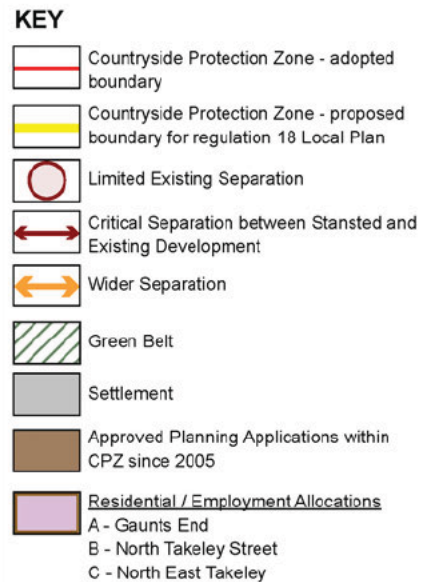 KEY
Countryside Protection Zone - adopted
boundary
Countryside Protection Zone - proposed
boundary for regulation 18 Local Plan
Limited Existing Separation
Critical Separation between Stansted and
Existing Development
Wider Separation
Green Belt
Settlement
Approved Planning Applications within
CPZ since 2005
Residential / Employment Allocations
A - Gaunts End
B - North Takeley Street
C - North East Takeley